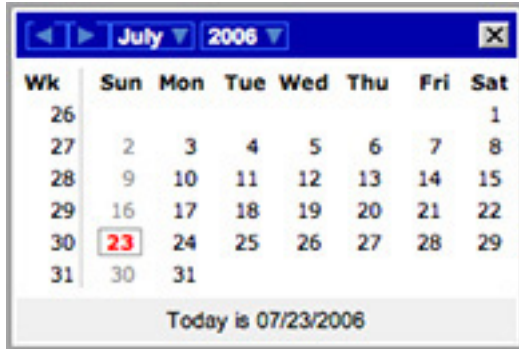 July 2006
Wk Sun Mon Tue Wed Thu Fri Sat
26 1
27 2 3 4 5 6 7 8
28 9 10 11 12 13 14 15
29 16 17 18 19 20 21 22
30 23 24 25 26 27 28 29
31 30 31
Today is 07/23/2006